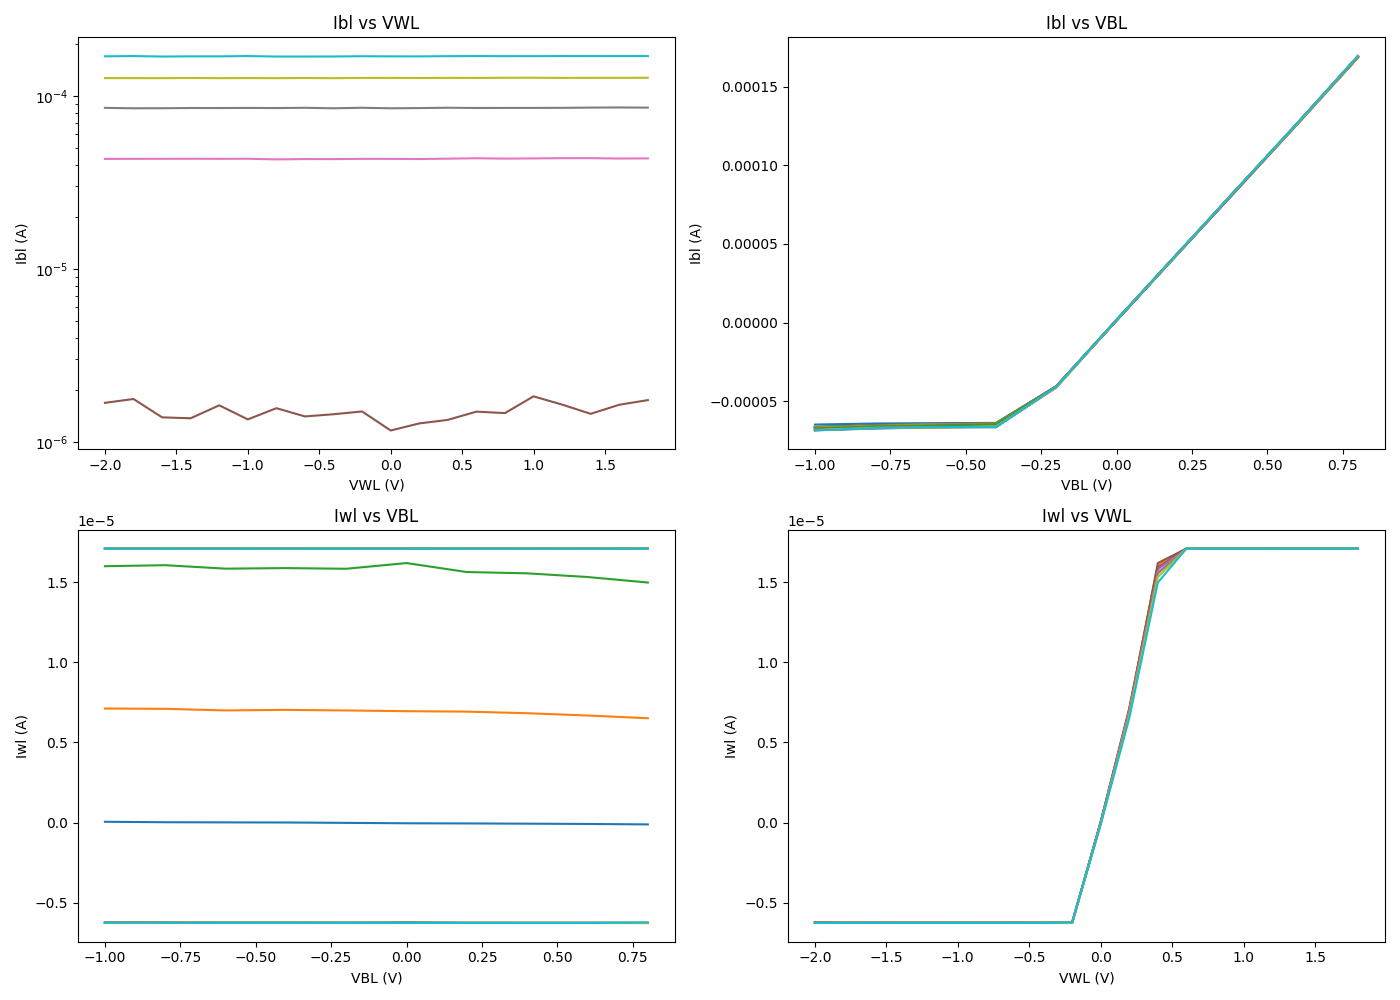 Ibl vs VWL
Ibl (A)
10⁻⁴
10⁻⁵
10⁻⁶
−2.0 −1.5 −1.0 −0.5 0.0 0.5 1.0 1.5
VWL (V)
Ibl vs VBL
Ibl (A)
0.00015
0.00010
0.00005
0.00000
−0.00005
−1.00 −0.75 −0.50 −0.25 0.00 0.25 0.50 0.75
VBL (V)
Iwl vs VBL
1e−5
Iwl (A)
1.5
1.0
0.5
0.0
−0.5
−1.00 −0.75 −0.50 −0.25 0.00 0.25 0.50 0.75
VBL (V)
Iwl vs VWL
1e−5
Iwl (A)
1.5
1.0
0.5
0.0
−0.5
−2.0 −1.5 −1.0 −0.5 0.0 0.5 1.0 1.5
VWL (V)